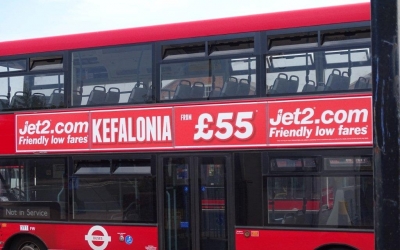 Jet2.com
Friendly low fares
KEFALONIA
FROM
£55
Jet2.com
Friendly low fares
Not in Service